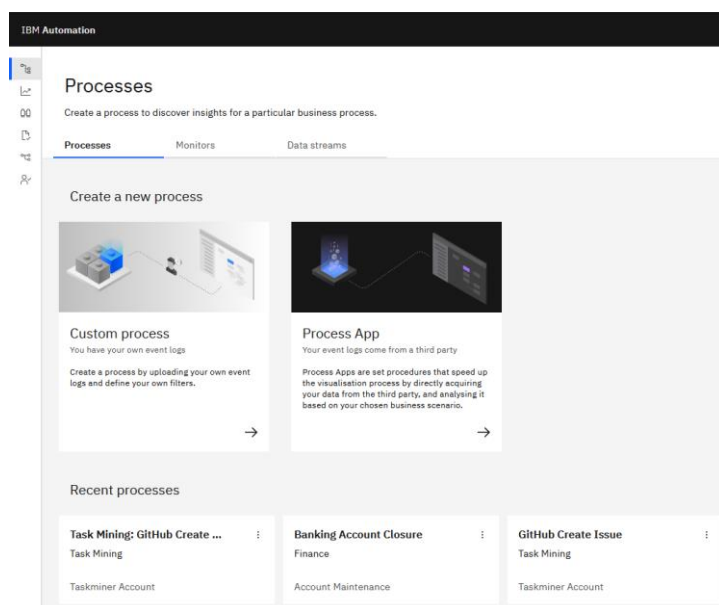 IBM Automation
Processes
Create a process to discover insights for a particular business process.
Processes Monitors Data streams
Create a new process
Custom process
You have your own event logs
Create a process by uploading your own event
logs and define your own filters.
Process App
Your event logs come from a third party
Process Apps are set procedures that speed up
the visualisation process by directly acquiring
your data from the third party, and analysing it
based on your chosen business scenario.
Recent processes
Task Mining: GitHub Create ...
Task Mining
Taskminer Account
Banking Account Closure
Finance
Account Maintenance
GitHub Create Issue
Task Mining
Taskminer Account